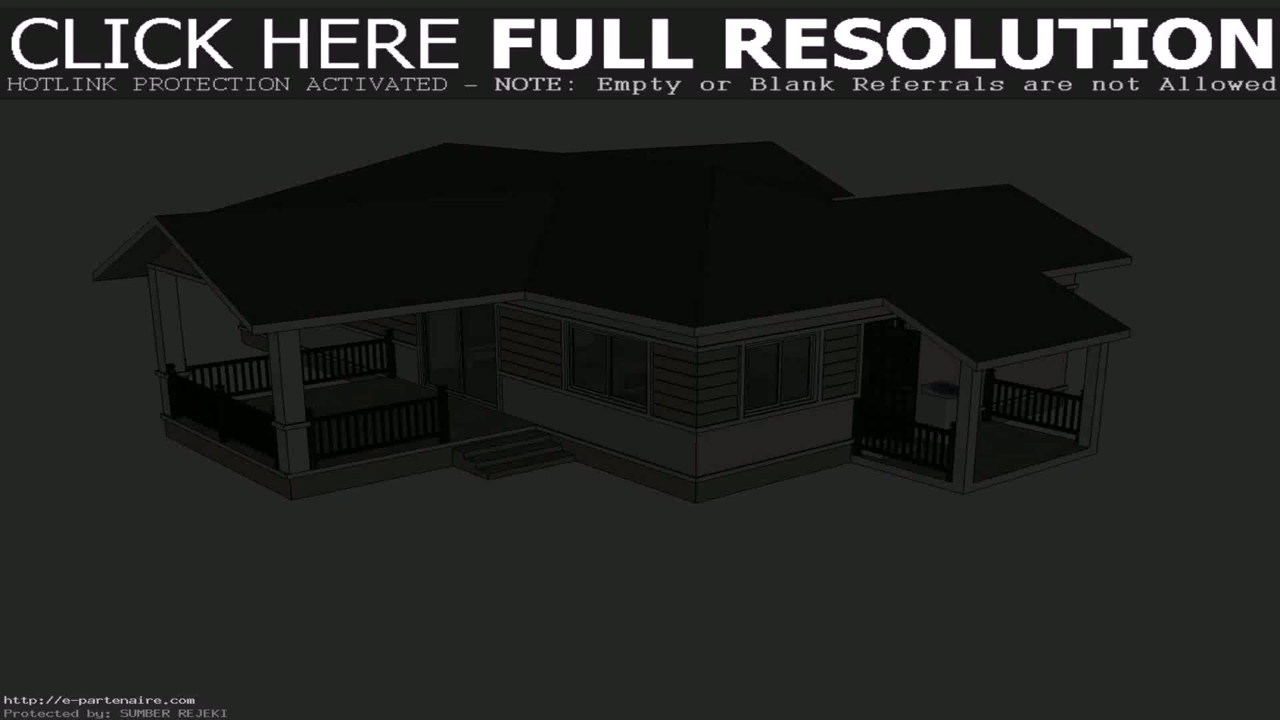 CLICK HERE FULL RESOLUTION
HOTLINK PROTECTION ACTIVATED – NOTE: Empty or Blank Referrals are not Allowed
http://e-partenaire.com
Protected by: SUMBER REJEKI